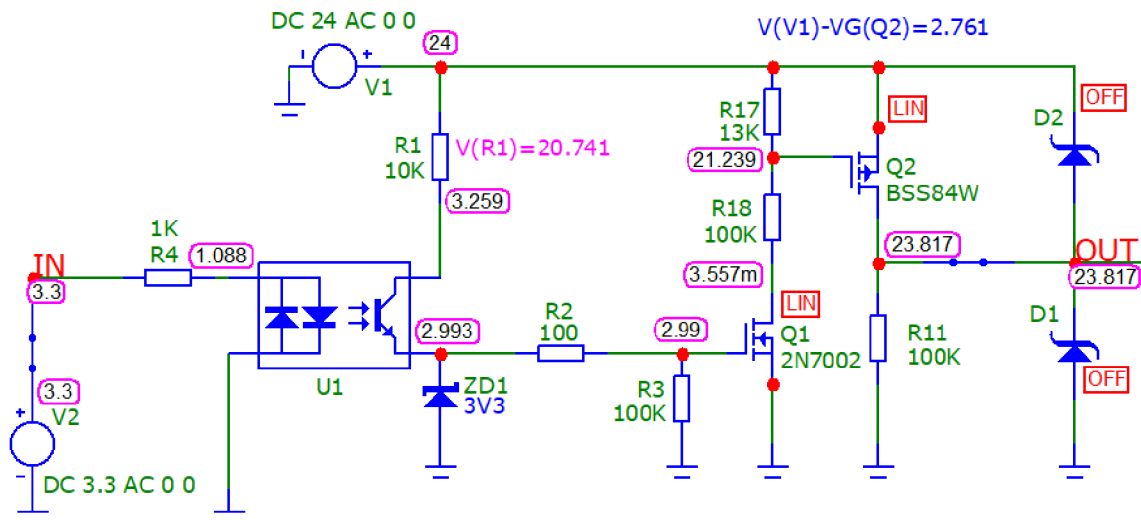 DC 24 AC 0 0
V(V1)-VG(Q2)=2.761
24
+
V1
OFF
R17
13K
LIN
D2
R1
10K
V(R1)=20.741
21.239
Q2
BSS84W
3.259
R18
100K
1K
R4
1.088
23.817
OUT
23.817
IN
3.3
3.557m
LIN
R2
100
2.993
2.99
Q1
2N7002
D1
R11
100K
OFF
U1
ZD1
3V3
R3
100K
3.3
+
V2
-
DC 3.3 AC 0 0